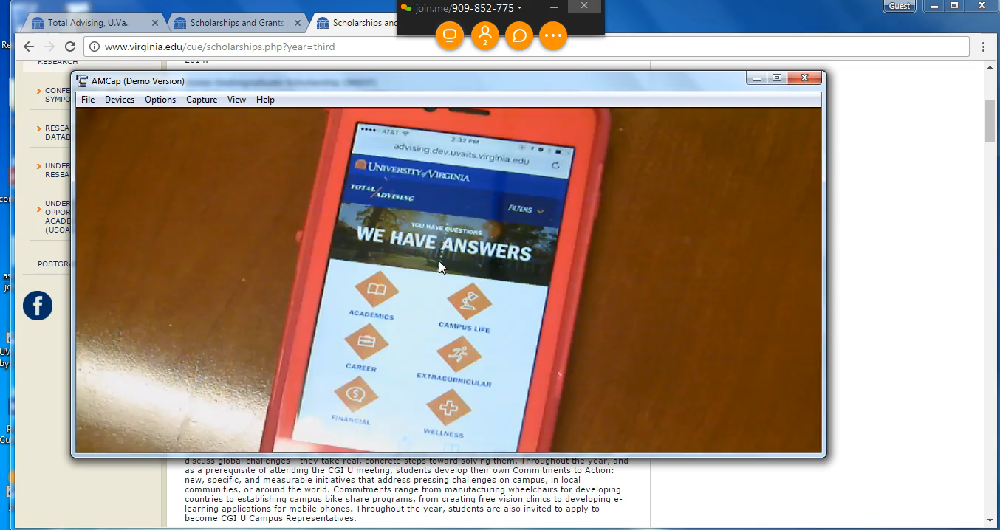 join.me/909-852-775
Guest
2
Total Advising, U.Va.
Scholarships and Grants
Scholarships and
www.virginia.edu/cue/scholarships.php?year=third
RESEARCH
2014.
CONFE
SYMPO
RESEA
DATAB
UNDER
RESEA
UNDER
OPPOR
ACADE
(USOA
POSTGRA
AMCap (Demo Version)
File Devices Options Capture View Help
AT&T
2:32 PM
advising.dev.uvaits.virginia.edu
UNIVERSITY of VIRGINIA
TOTAL ADVISING
FILTERS
YOU HAVE QUESTIONS
WE HAVE ANSWERS
ACADEMICS
CAMPUS LIFE
CAREER
EXTRACURRICULAR
FINANCIAL
WELLNESS
discuss global challenges - they take real, concrete steps toward solving them. Throughout the year, and
as a prerequisite of attending the CGI U meeting, students develop their own Commitments to Action:
new, specific, and measurable initiatives that address pressing challenges on campus, in local
communities, or around the world. Commitments range from manufacturing wheelchairs for developing
countries to establishing campus bike share programs, from creating free vision clinics to developing e-
learning applications for mobile phones. Throughout the year, students are also invited to apply to
become CGI U Campus Representatives.